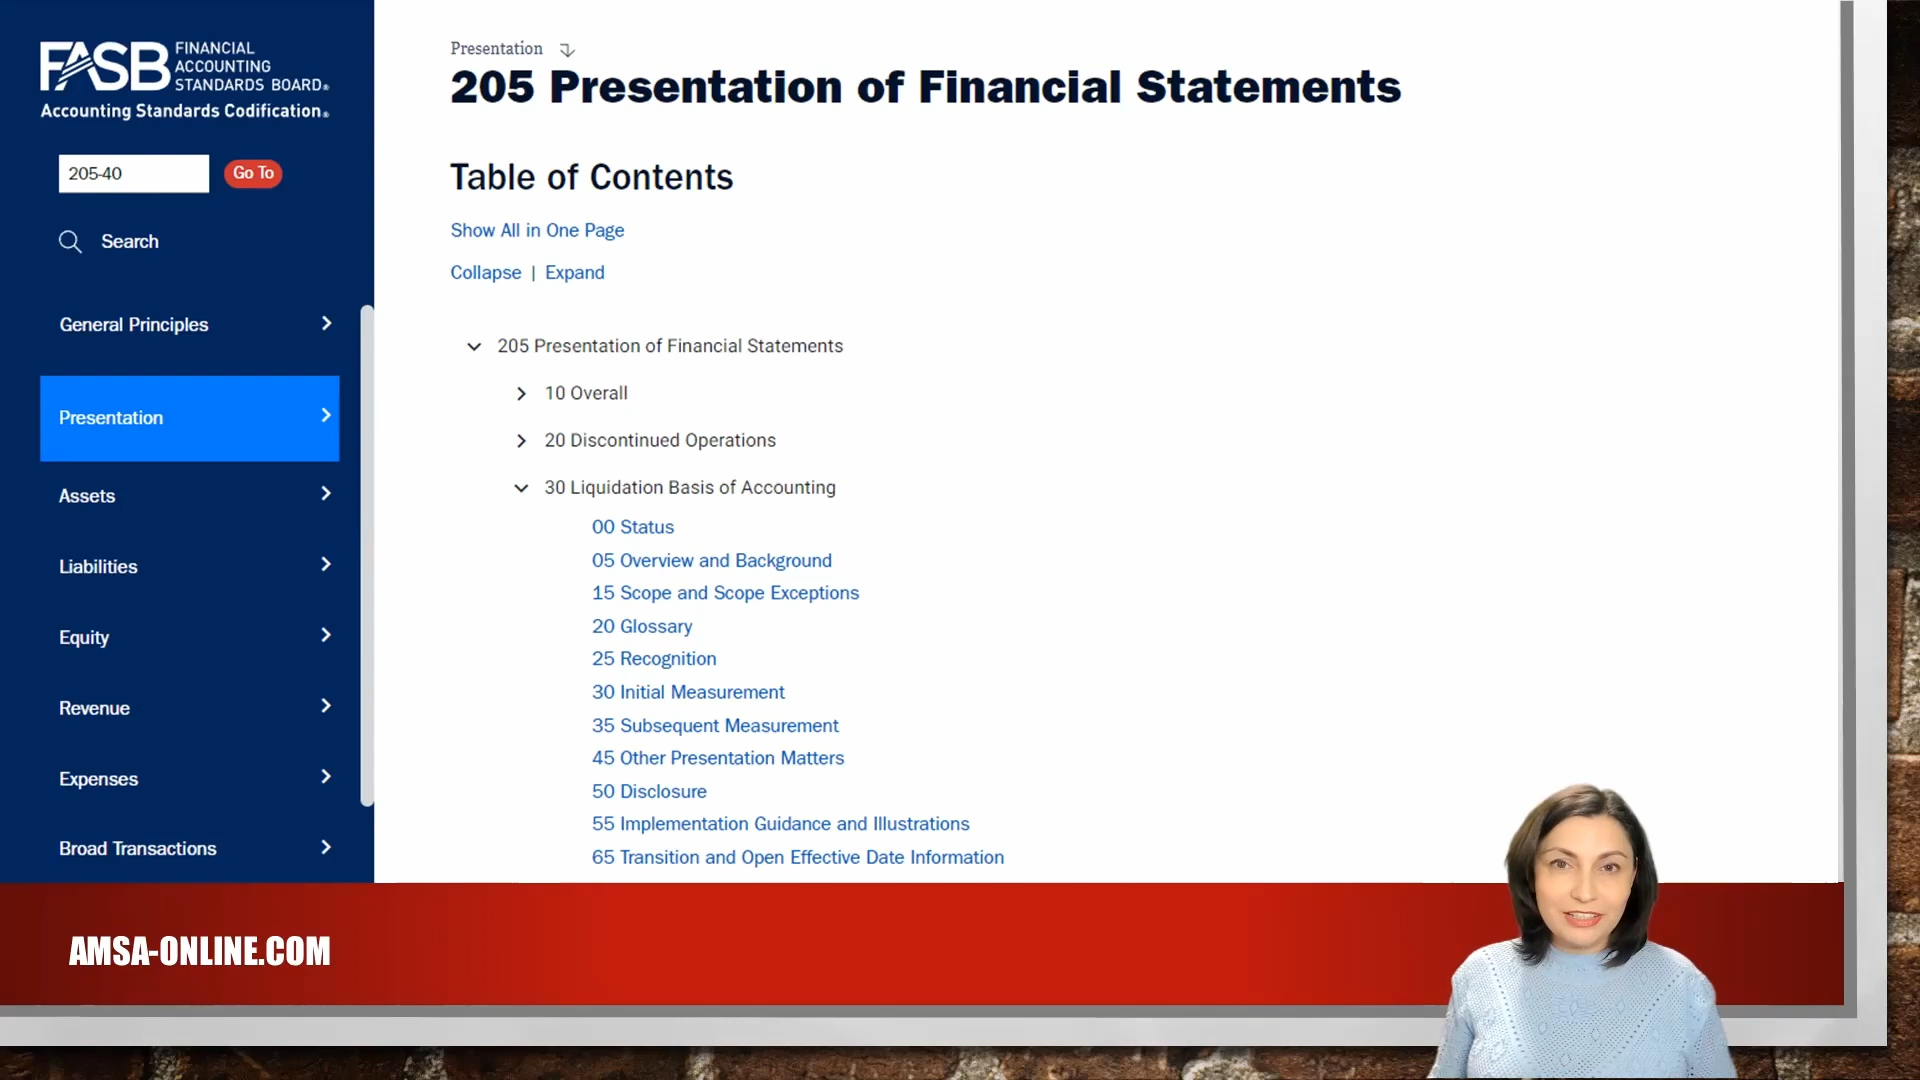 FASB FINANCIAL
ACCOUNTING
STANDARDS BOARD®
Accounting Standards Codification®
205-40 Go To
Search
General Principles
Presentation
Assets
Liabilities
Equity
Revenue
Expenses
Broad Transactions
Presentation
205 Presentation of Financial Statements
Table of Contents
Show All in One Page
Collapse | Expand
205 Presentation of Financial Statements
10 Overall
20 Discontinued Operations
30 Liquidation Basis of Accounting
00 Status
05 Overview and Background
15 Scope and Scope Exceptions
20 Glossary
25 Recognition
30 Initial Measurement
35 Subsequent Measurement
45 Other Presentation Matters
50 Disclosure
55 Implementation Guidance and Illustrations
65 Transition and Open Effective Date Information
AMSA-ONLINE.COM